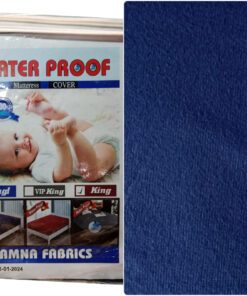 ATER PROOF
Mattress COVER
VIP King
King
AMNA FABRICS
-01-2024